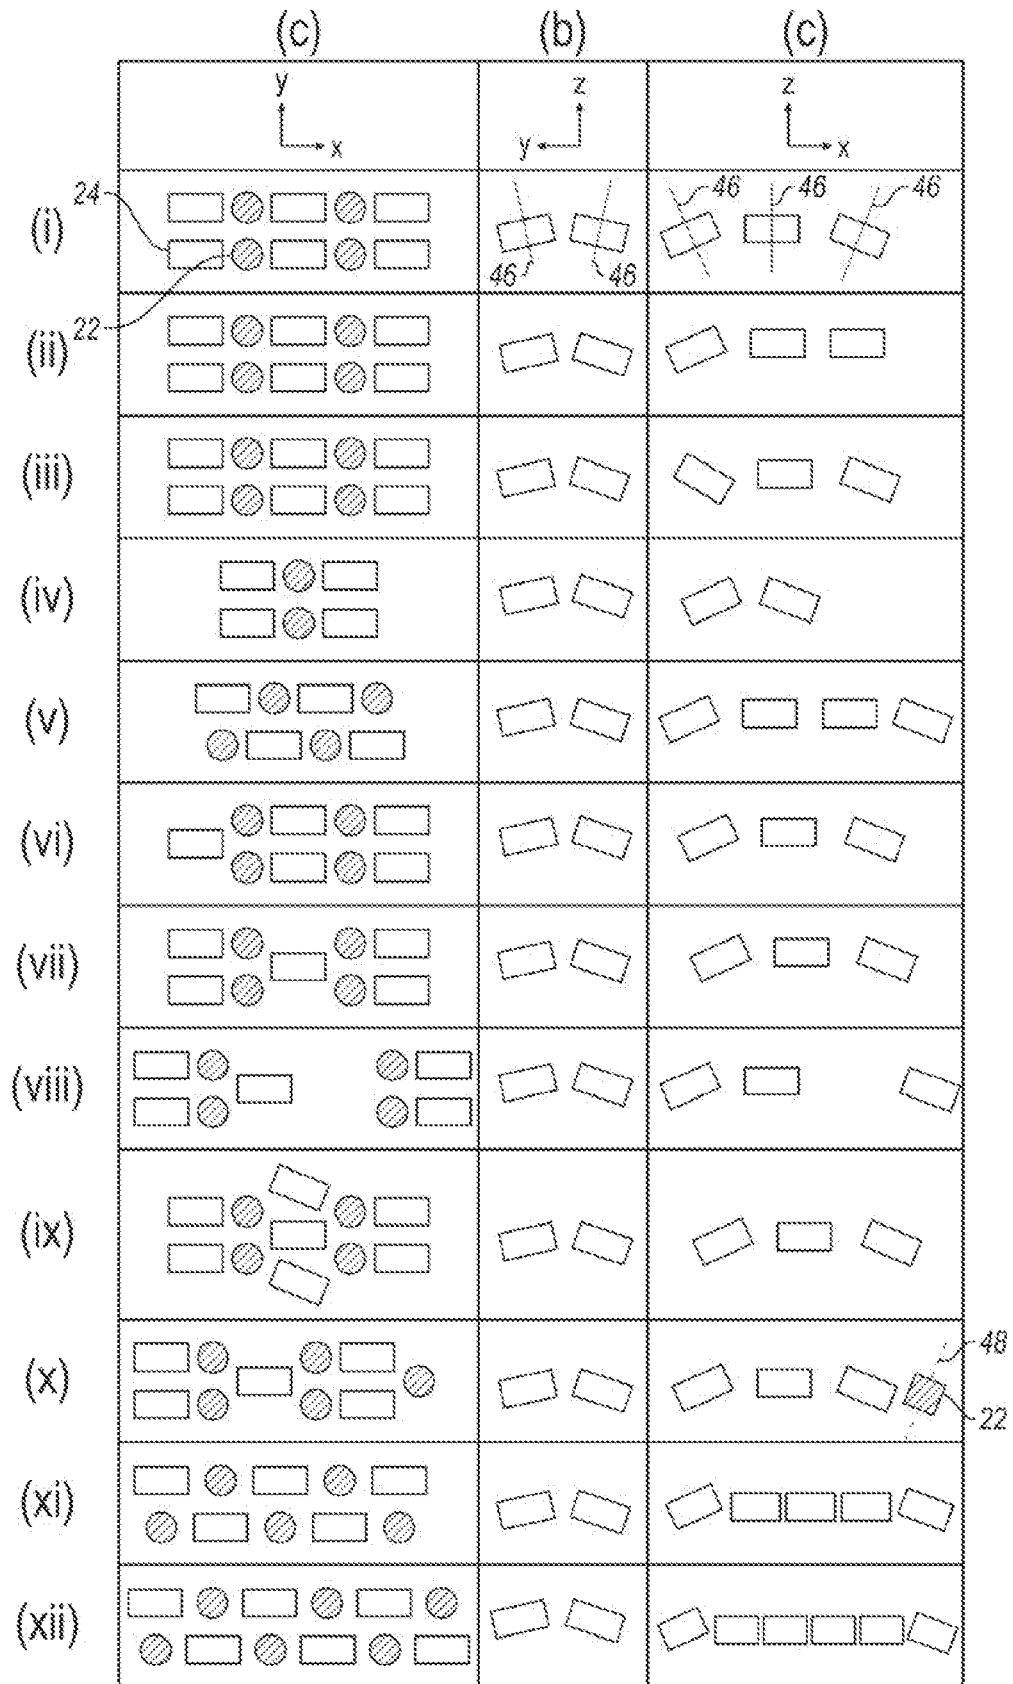 (c) (b) (c)
y z z
x y x
24 46 46 46
(i)
46 46
22
(ii)
(iii)
(iv)
(v)
(vi)
(vii)
(viii)
(ix)
(x) 48
22
(xi)
(xii)